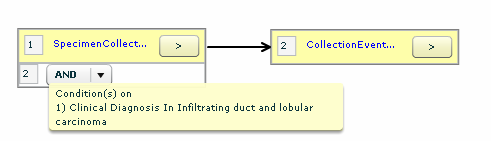 1 SpecimenCollect... > 2 CollectionEvent... >
2 AND
Condition(s) on
1) Clinical Diagnosis In Infiltrating duct and lobular
carcinoma